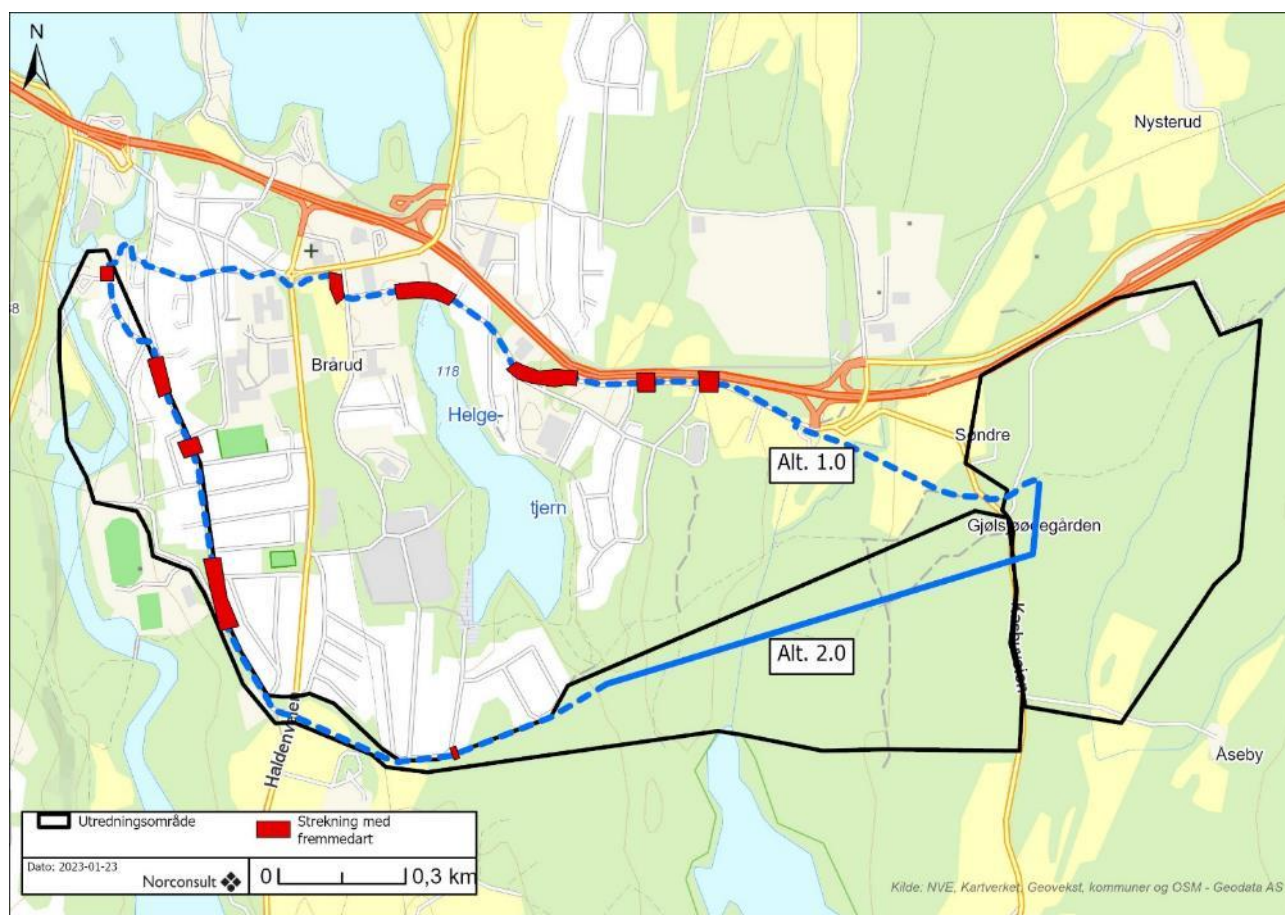 N
Nysterud
38
Brårud
118
Helge-
tjern
Søndre
Alt. 1.0
Alt. 2.0
Haldenveien
Åseby
Utredningsområde
Strekning med
fremmedart
Dato: 2023-01-23
Norconsult
0
0,3 km
Kilde: NVE, Kartverket, Geovekst, kommuner og OSM - Geodata AS